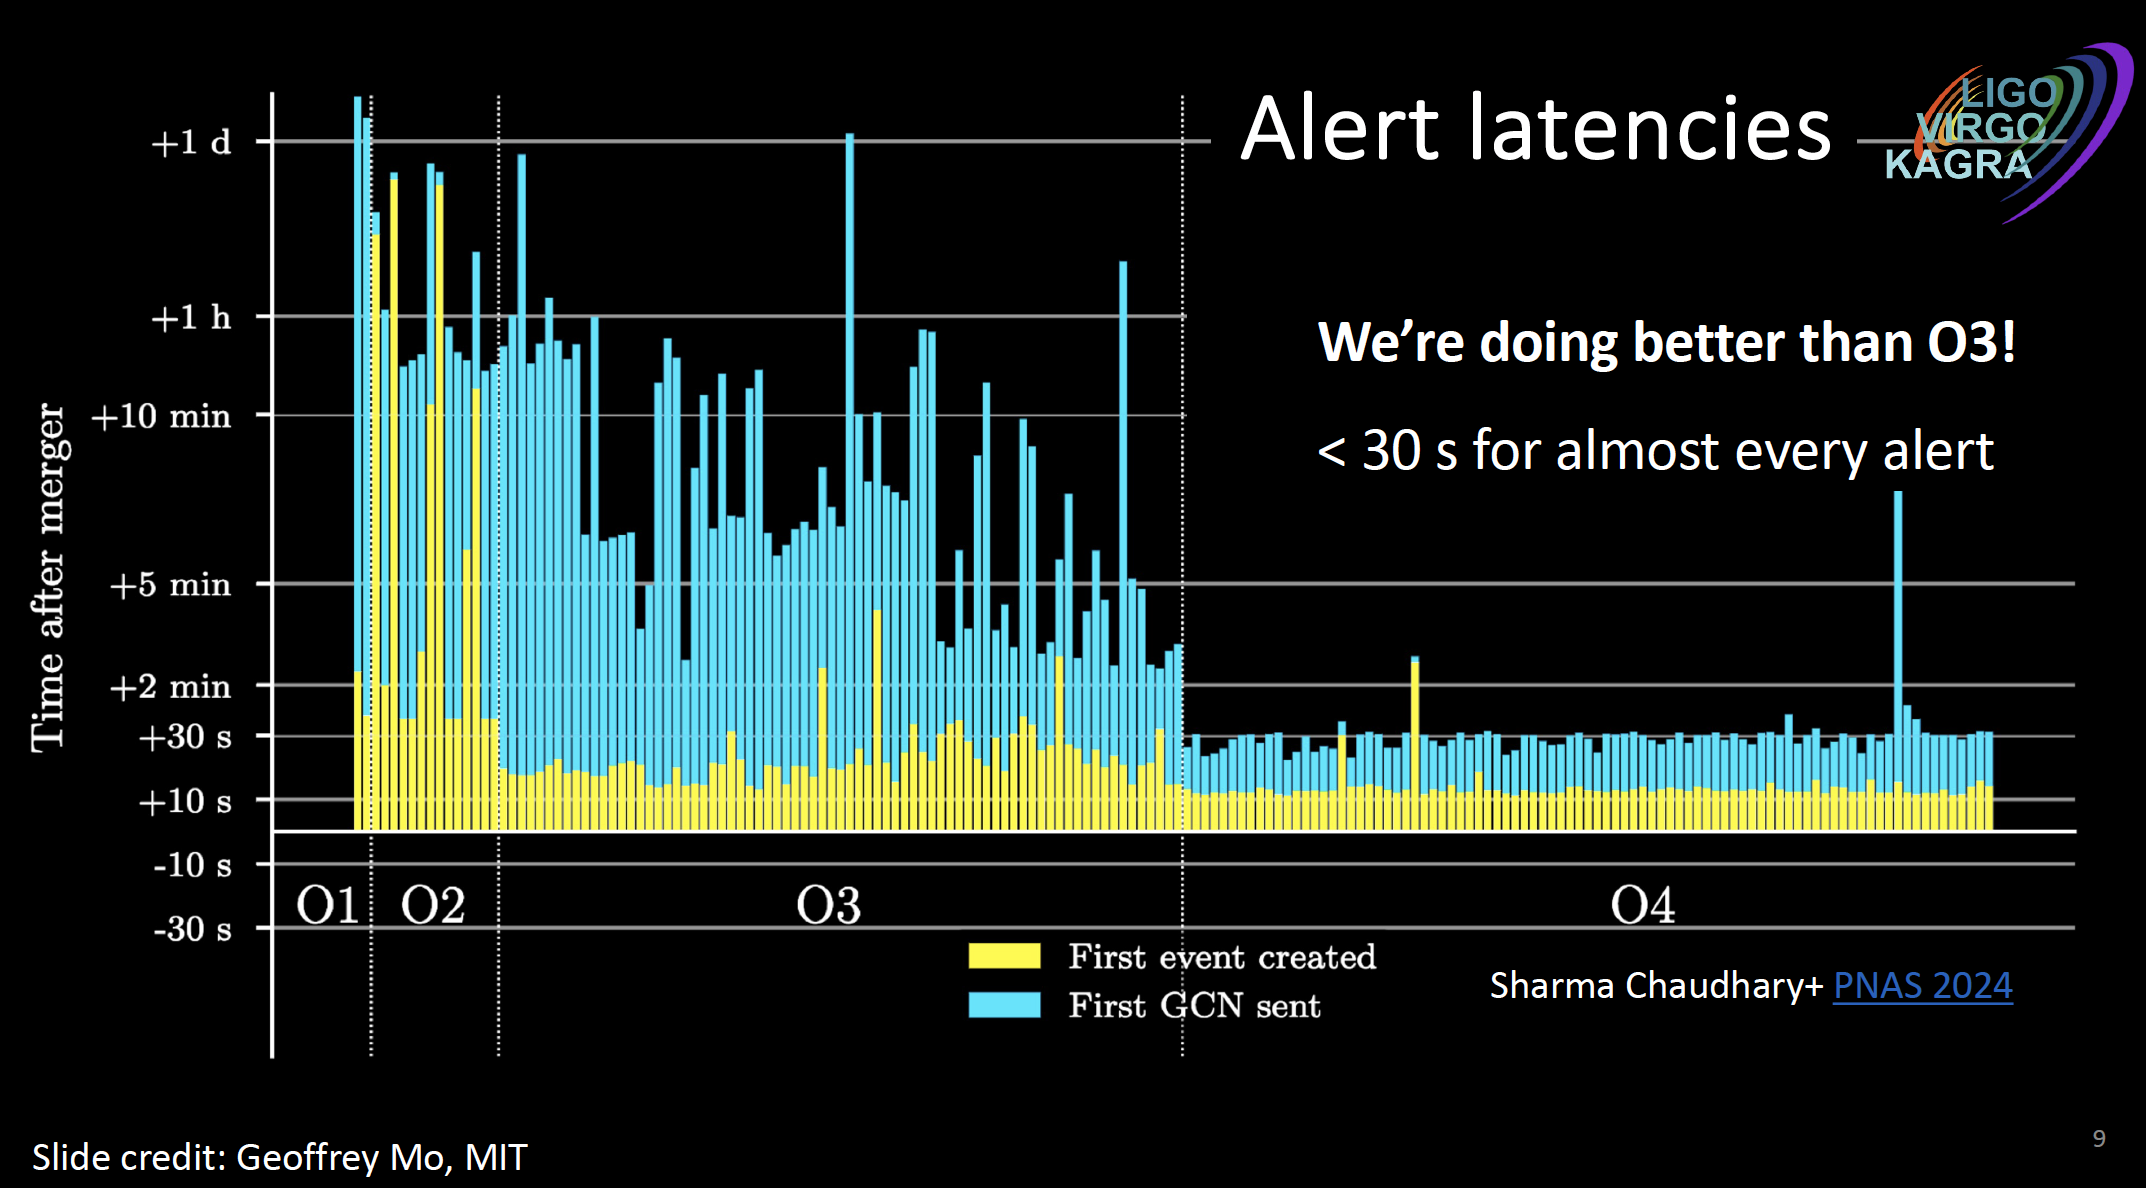 Alert latencies
LIGO
VIRGO
KAGRA
We're doing better than O3!
< 30 s for almost every alert
Time after merger
+1 d
+1 h
+10 min
+5 min
+2 min
+30 s
+10 s
-10 s
-30 s
O1
O2
O3
O4
First event created
First GCN sent
Sharma Chaudhary+ PNAS 2024
Slide credit: Geoffrey Mo, MIT
9